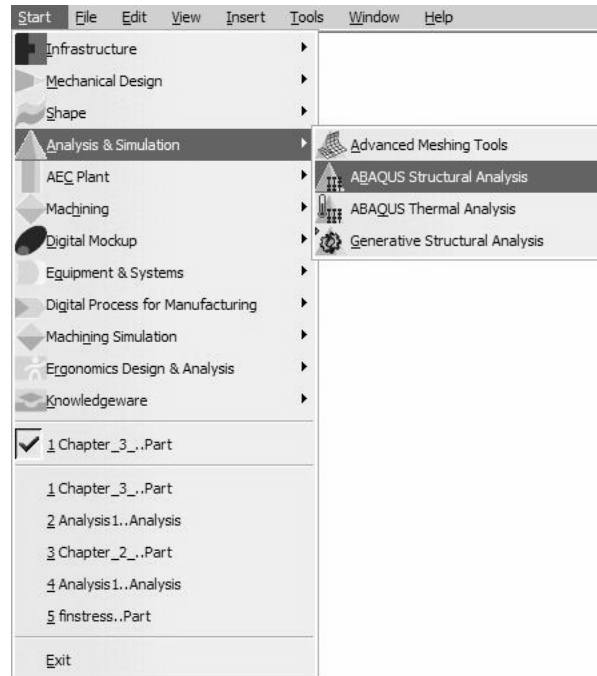 Start File Edit View Insert Tools Window Help
Infrastructure
Mechanical Design
Shape
Analysis & Simulation
Advanced Meshing Tools
AEC Plant
ABAQUS Structural Analysis
Machining
ABAQUS Thermal Analysis
Digital Mockup
Generative Structural Analysis
Equipment & Systems
Digital Process for Manufacturing
Machining Simulation
Ergonomics Design & Analysis
Knowledgeware
1 Chapter_3_..Part
1 Chapter_3_..Part
2 Analysis1..Analysis
3 Chapter_2_..Part
4 Analysis1..Analysis
5 finstress..Part
Exit